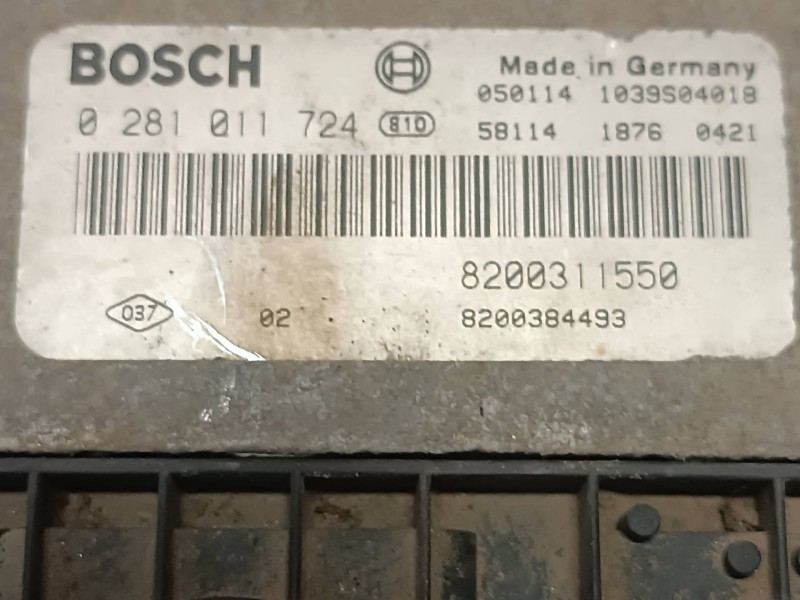 BOSCH
Made in Germany
050114 1039S04018
0 281 011 724 810
58114 1876 0421
8200311550
037 02 8200384493